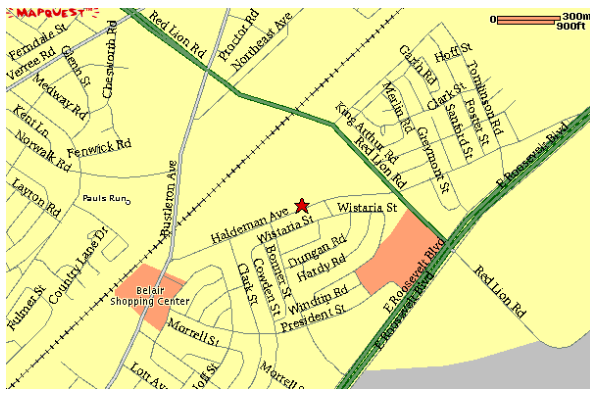 MAPQUEST
0 300m
900ft
Ferndale St
Verree Rd
Glenn St
Chesworth Rd
Medway Rd
Kent Ln
Norwalk Rd
Fenwick Rd
Layton Rd
Pauls Run
Country Lane Dr
Fulmer St
Red Lion Rd
Proctor Rd
Northeast Ave
Bustleron Ave
Haldeman Ave
Wistaria St
Wistaria St
King Arthur Rd
Red Lion Rd
Merlin Rd
Garth Rd
Hoff St
Clark St
Tomlinson Rd
Foster St
Sanbird St
Greymont St
E Roosevelt Blvd
Dungan Rd
Hardy Rd
Bonner St
Cowden St
Clark St
Windrip Rd
President St
E Roosevelt Blvd
E Roosevelt Blvd
Red Lion Rd
Belair
Shopping Center
Morrell St
Lott Ave
Hoff St
Morrell St